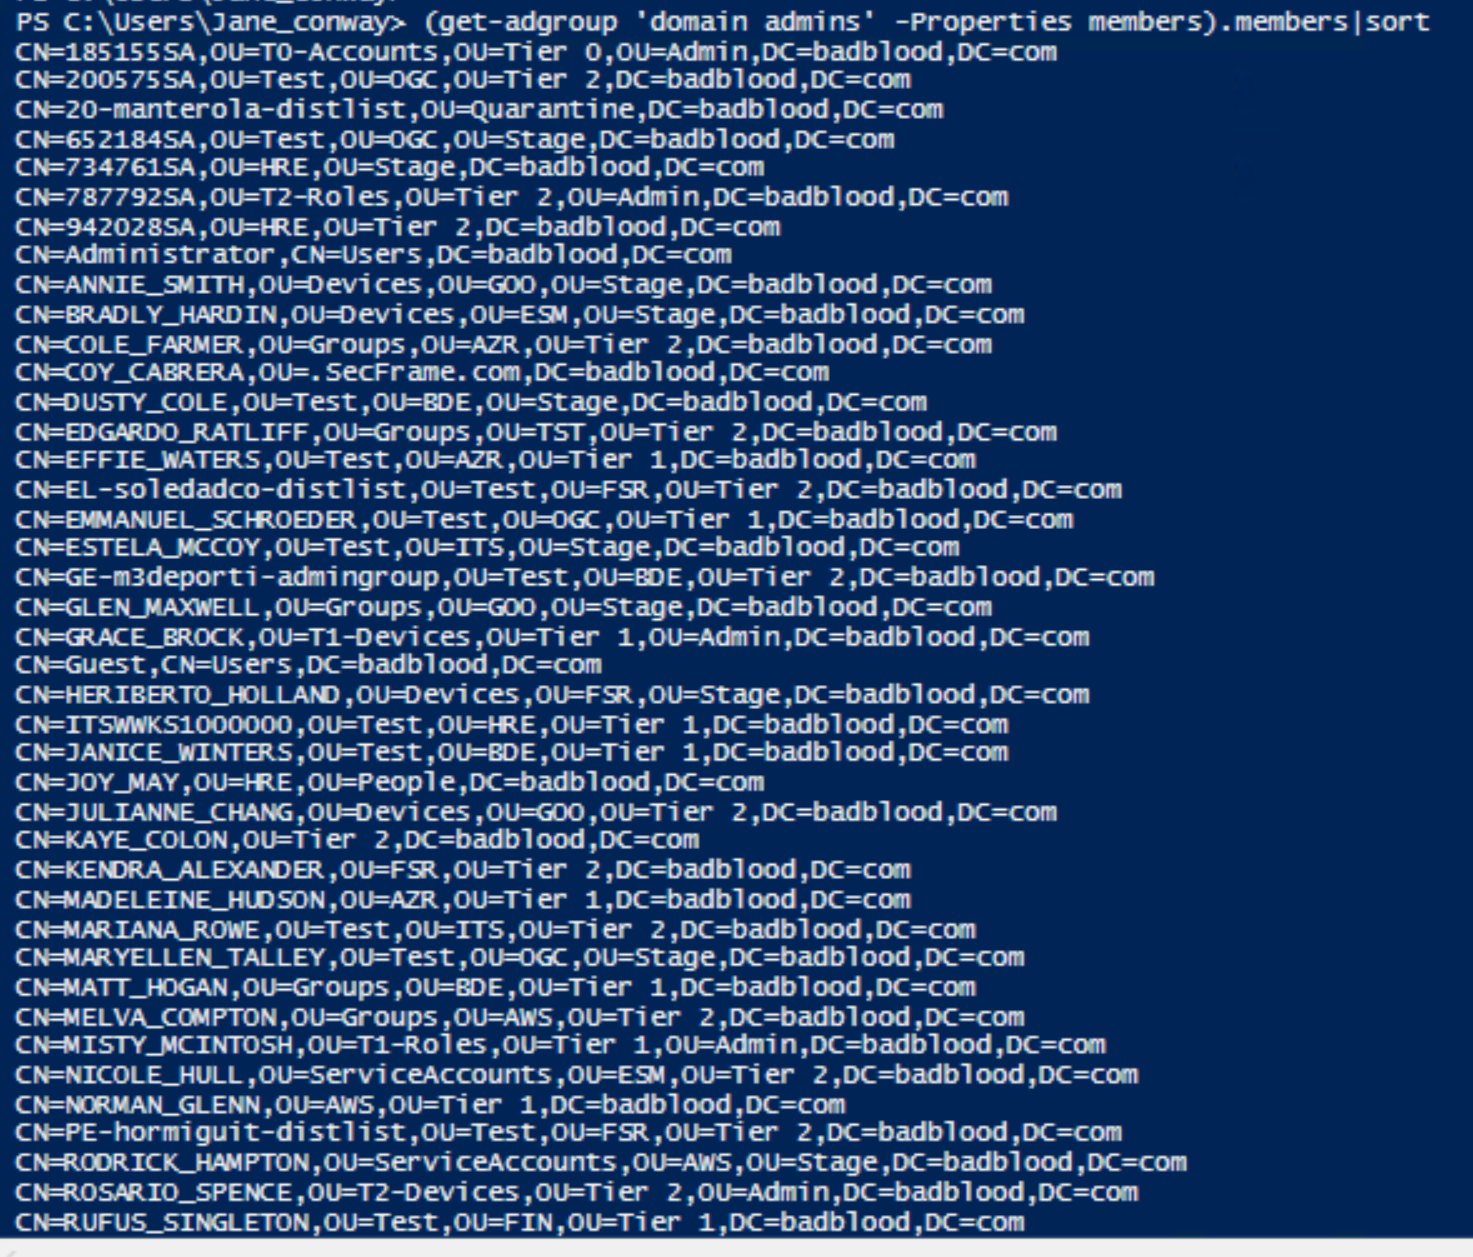 PS C:\Users\Jane_conway> (get-adgroup 'domain admins' -Properties members).members|sort
CN=185155SA,OU=T0-Accounts,OU=Tier 0,OU=Admin,DC=badblood,DC=com
CN=200575SA,OU=Test,OU=OGC,OU=Tier 2,DC=badblood,DC=com
CN=20-manterola-distlist,OU=Quarantine,DC=badblood,DC=com
CN=652184SA,OU=Test,OU=OGC,OU=Stage,DC=badblood,DC=com
CN=734761SA,OU=HRE,OU=Stage,DC=badblood,DC=com
CN=787792SA,OU=T2-Roles,OU=Tier 2,OU=Admin,DC=badblood,DC=com
CN=942028SA,OU=HRE,OU=Tier 2,DC=badblood,DC=com
CN=Administrator,CN=Users,DC=badblood,DC=com
CN=ANNIE_SMITH,OU=Devices,OU=GOO,OU=Stage,DC=badblood,DC=com
CN=BRADLY_HARDIN,OU=Devices,OU=ESM,OU=Stage,DC=badblood,DC=com
CN=COLE_FARMER,OU=Groups,OU=AZR,OU=Tier 2,DC=badblood,DC=com
CN=COY_CABRERA,OU=.SecFrame.com,DC=badblood,DC=com
CN=DUSTY_COLE,OU=Test,OU=BDE,OU=Stage,DC=badblood,DC=com
CN=EDGARDO_RATLIFF,OU=Groups,OU=TST,OU=Tier 2,DC=badblood,DC=com
CN=EFFIE_WATERS,OU=Test,OU=AZR,OU=Tier 1,DC=badblood,DC=com
CN=EL-soledadco-distlist,OU=Test,OU=FSR,OU=Tier 2,DC=badblood,DC=com
CN=EMMANUEL_SCHROEDER,OU=Test,OU=OGC,OU=Tier 1,DC=badblood,DC=com
CN=ESTELA_MCCOY,OU=Test,OU=ITS,OU=Stage,DC=badblood,DC=com
CN=GE-m3deporti-admingroup,OU=Test,OU=BDE,OU=Tier 2,DC=badblood,DC=com
CN=GLEN_MAXWELL,OU=Groups,OU=GOO,OU=Stage,DC=badblood,DC=com
CN=GRACE_BROCK,OU=T1-Devices,OU=Tier 1,OU=Admin,DC=badblood,DC=com
CN=Guest,CN=Users,DC=badblood,DC=com
CN=HERIBERTO_HOLLAND,OU=Devices,OU=FSR,OU=Stage,DC=badblood,DC=com
CN=ITSWWKS1000000,OU=Test,OU=HRE,OU=Tier 1,DC=badblood,DC=com
CN=JANICE_WINTERS,OU=Test,OU=BDE,OU=Tier 1,DC=badblood,DC=com
CN=JOY_MAY,OU=HRE,OU=People,DC=badblood,DC=com
CN=JULIANNE_CHANG,OU=Devices,OU=GOO,OU=Tier 2,DC=badblood,DC=com
CN=KAYE_COLON,OU=Tier 2,DC=badblood,DC=com
CN=KENDRA_ALEXANDER,OU=FSR,OU=Tier 2,DC=badblood,DC=com
CN=MADELEINE_HUDSON,OU=AZR,OU=Tier 1,DC=badblood,DC=com
CN=MARIANA_ROWE,OU=Test,OU=ITS,OU=Tier 2,DC=badblood,DC=com
CN=MARYELLEN_TALLEY,OU=Test,OU=OGC,OU=Stage,DC=badblood,DC=com
CN=MATT_HOGAN,OU=Groups,OU=BDE,OU=Tier 1,DC=badblood,DC=com
CN=MELVA_COMPTON,OU=Groups,OU=AWS,OU=Tier 2,DC=badblood,DC=com
CN=MISTY_MCINTOSH,OU=T1-Roles,OU=Tier 1,OU=Admin,DC=badblood,DC=com
CN=NICOLE_HULL,OU=ServiceAccounts,OU=ESM,OU=Tier 2,DC=badblood,DC=com
CN=NORMAN_GLENN,OU=AWS,OU=Tier 1,DC=badblood,DC=com
CN=PE-hormiguit-distlist,OU=Test,OU=FSR,OU=Tier 2,DC=badblood,DC=com
CN=RODRICK_HAMPTON,OU=ServiceAccounts,OU=AWS,OU=Stage,DC=badblood,DC=com
CN=ROSARIO_SPENCE,OU=T2-Devices,OU=Tier 2,OU=Admin,DC=badblood,DC=com
CN=RUFUS_SINGLETON,OU=Test,OU=FIN,OU=Tier 1,DC=badblood,DC=com